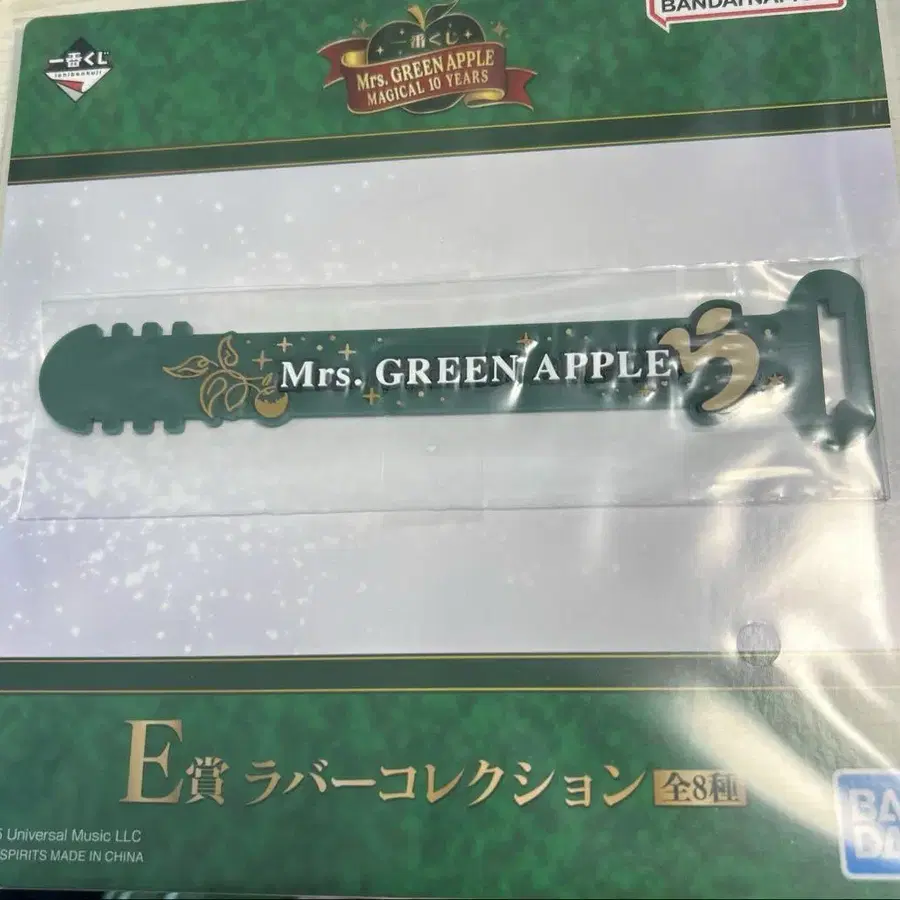 一番くじ
ichiban KUJI
一番くじ
Mrs. GREEN APPLE
MAGICAL 10 YEARS
Mrs. GREEN APPLE
E賞 ラバーコレクション 全8種
Universal Music LLC
SPIRITS MADE IN CHINA